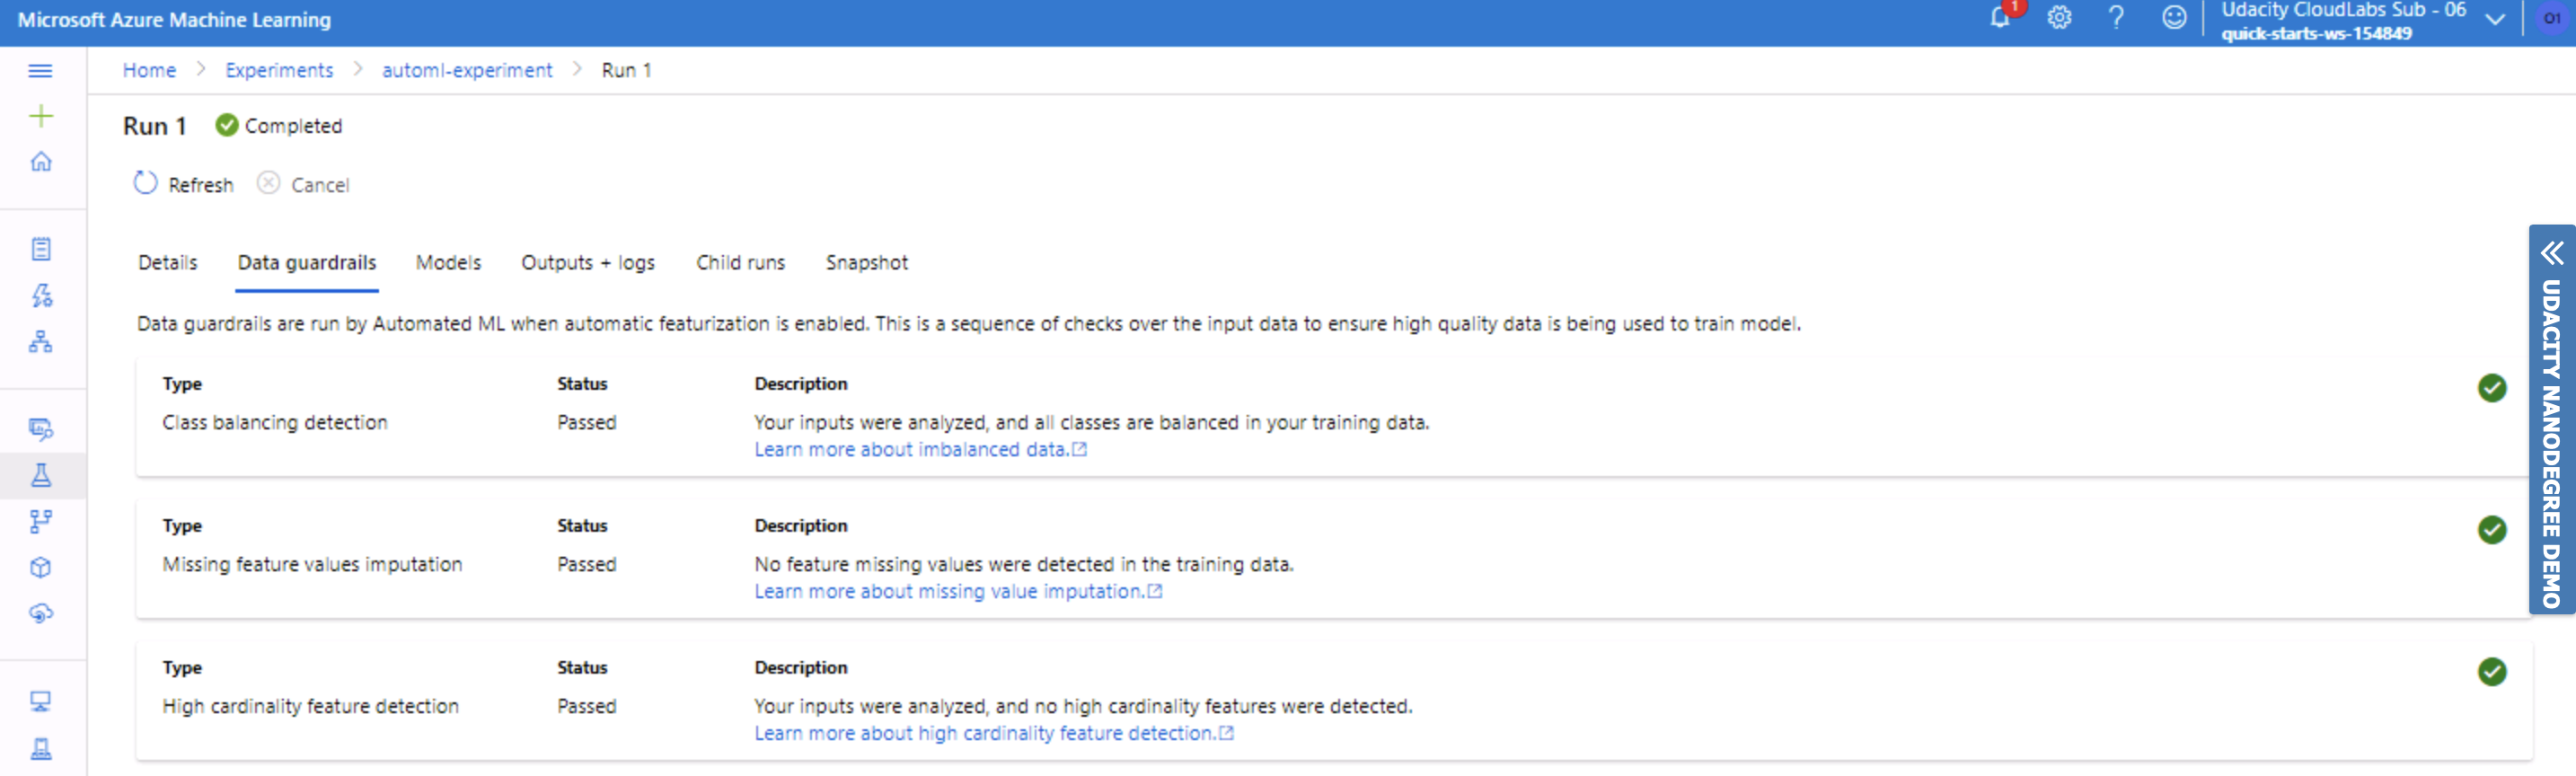 Microsoft Azure Machine Learning
1
Udacity CloudLabs Sub - 06
quick-starts-ws-154849
O1
Home > Experiments > automl-experiment > Run 1
Run 1 Completed
Refresh Cancel
Details Data guardrails Models Outputs + logs Child runs Snapshot
Data guardrails are run by Automated ML when automatic featurization is enabled. This is a sequence of checks over the input data to ensure high quality data is being used to train model.
Type Status Description
Class balancing detection Passed Your inputs were analyzed, and all classes are balanced in your training data.
Learn more about imbalanced data.
Type Status Description
Missing feature values imputation Passed No feature missing values were detected in the training data.
Learn more about missing value imputation.
Type Status Description
High cardinality feature detection Passed Your inputs were analyzed, and no high cardinality features were detected.
Learn more about high cardinality feature detection.
UDACITY NANODEGREE DEMO